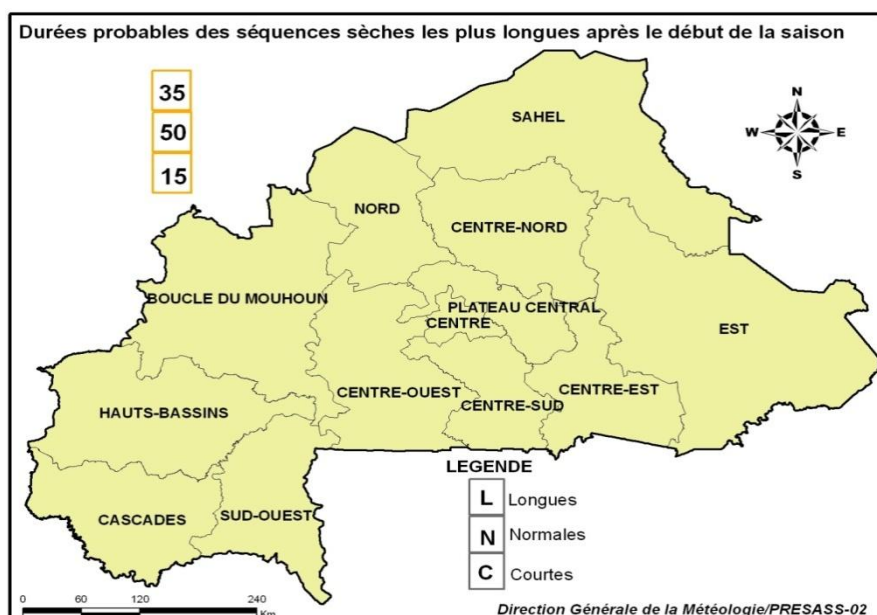 Durées probables des séquences sèches les plus longues après le début de la saison
35
50
15
N
W E
S
SAHEL
NORD
CENTRE-NORD
BOUCLE DU MOUHOUN
PLATEAU CENTRAL
CENTRE
EST
HAUTS-BASSINS
CENTRE-OUEST
CENTRE-EST
CENTRE-SUD
CASCADES
SUD-OUEST
LEGENDE
L Longues
N Normales
C Courtes
0 60 120 240
Km
Direction Générale de la Météologie/PRESASS-02